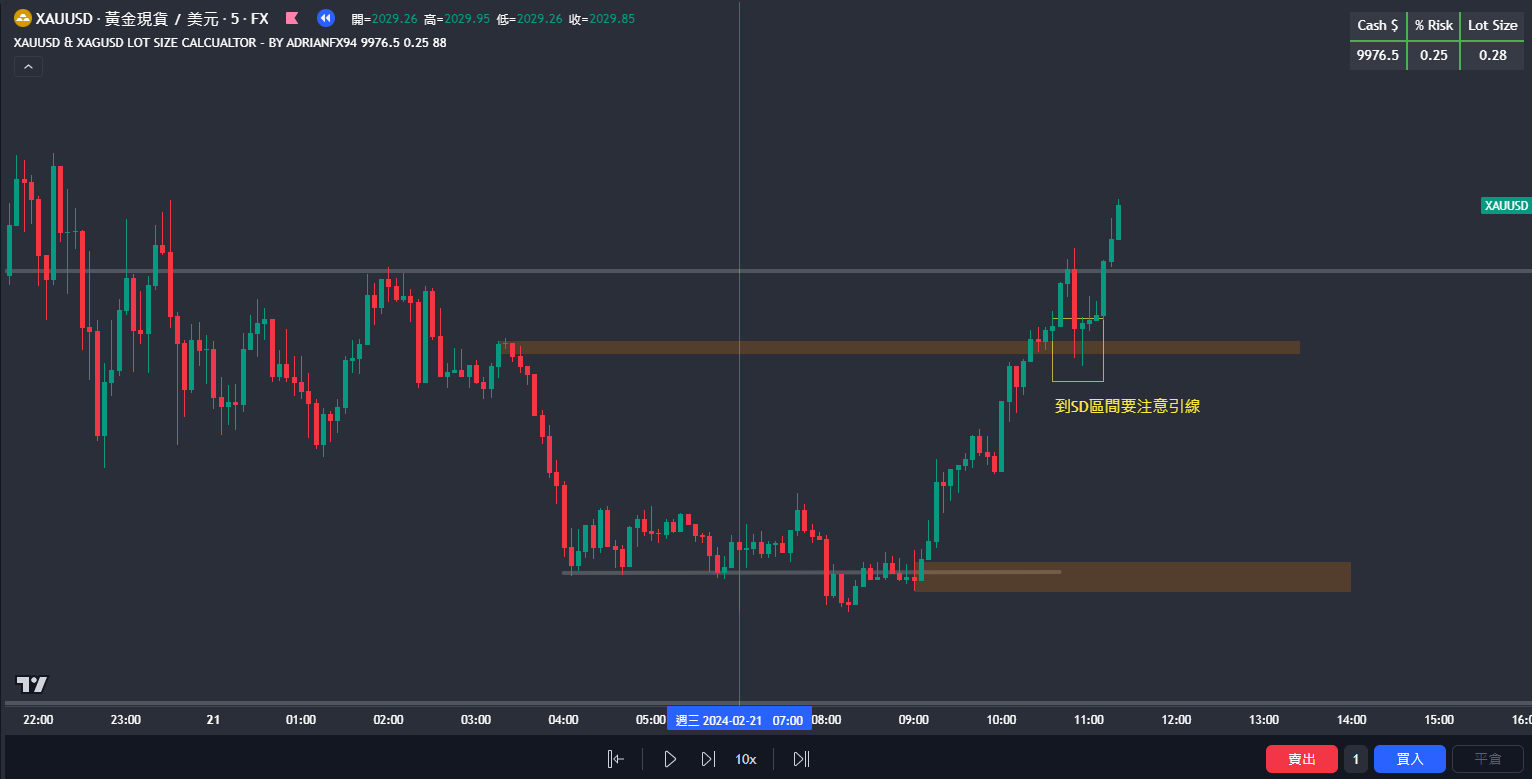 XAUUSD · 黃金現貨 / 美元 · 5 · FX 開=2029.26 高=2029.95 低=2029.26 收=2029.85
XAUUSD & XAGUSD LOT SIZE CALCUALTOR - BY ADRIANFX94 9976.5 0.25 88
Cash $ % Risk Lot Size
9976.5 0.25 0.28
XAUUSD
到SD區間要注意引線
22:00 23:00 21 01:00 02:00 03:00 04:00 05:00 週三 2024-02-21 07:00 08:00 09:00 10:00 11:00 12:00 13:00 14:00 15:00 16:0
10x 賣出 1 買入 平倉